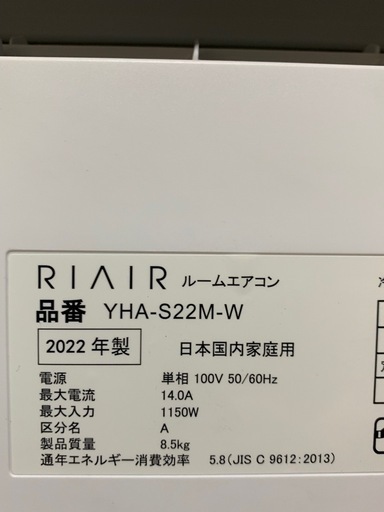 RIAIR ルームエアコン
品番 YHA-S22M-W
2022 年製 日本国内家庭用
電源 単相 100V 50/60Hz
最大電流 14.0A
最大入力 1150W
区分名 A
製品質量 8.5kg
通年エネルギー消費効率 5.8(JIS C 9612:2013)